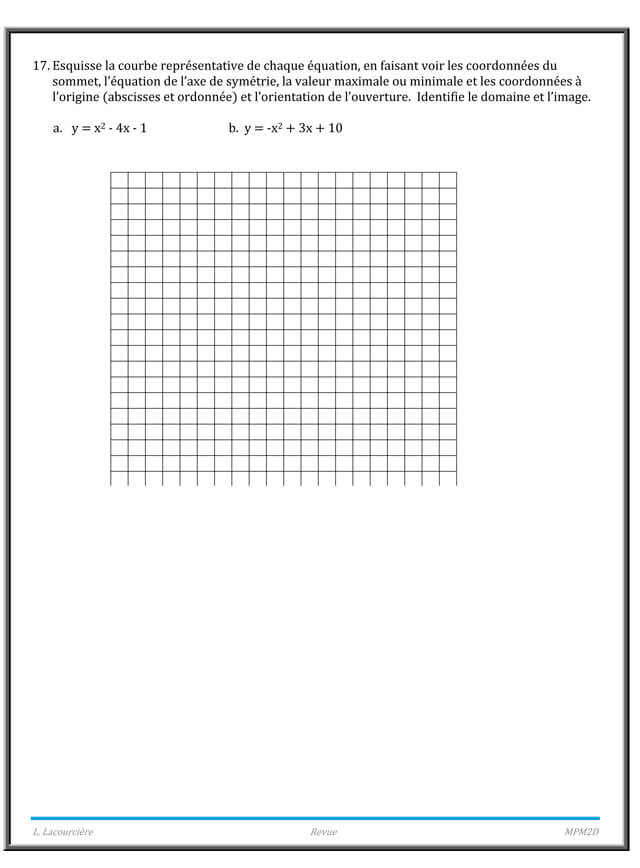 17. Esquisse la courbe représentative de chaque équation, en faisant voir les coordonnées du
sommet, l'équation de l'axe de symétrie, la valeur maximale ou minimale et les coordonnées à
l'origine (abscisses et ordonnée) et l'orientation de l'ouverture. Identifie le domaine et l'image.
a. y = x² - 4x - 1 b. y = -x² + 3x + 10
L. Lacourcière Revue MPM2D